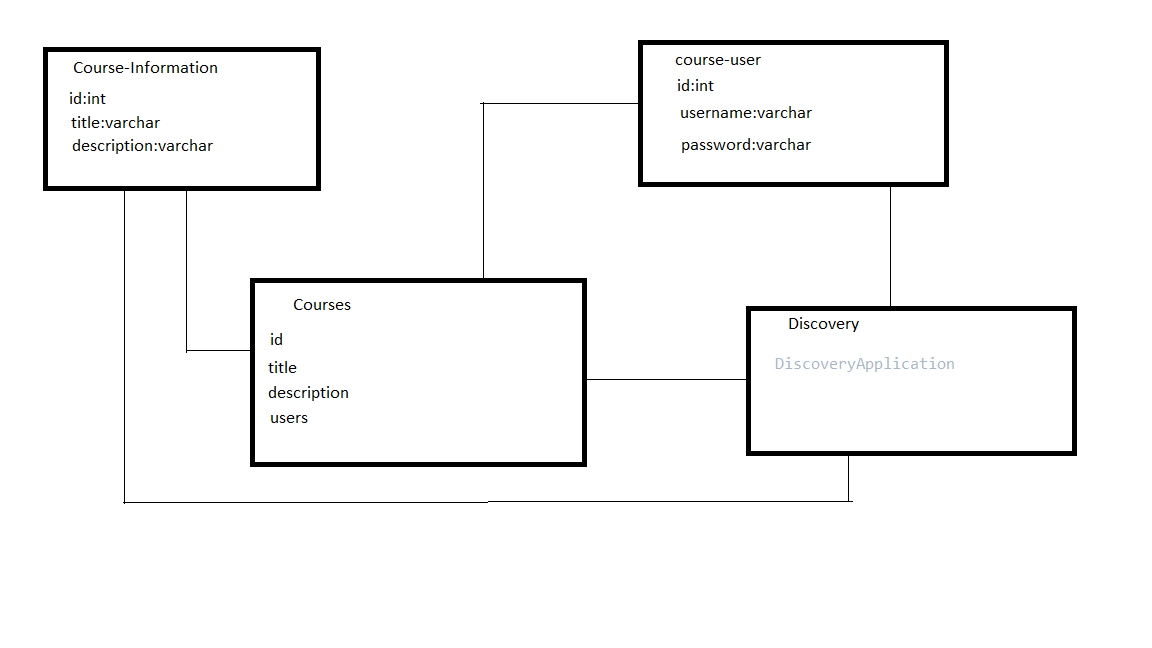 Course-Information
id:int
title:varchar
description:varchar
course-user
id:int
username:varchar
password:varchar
Courses
id
title
description
users
Discovery
DiscoveryApplication